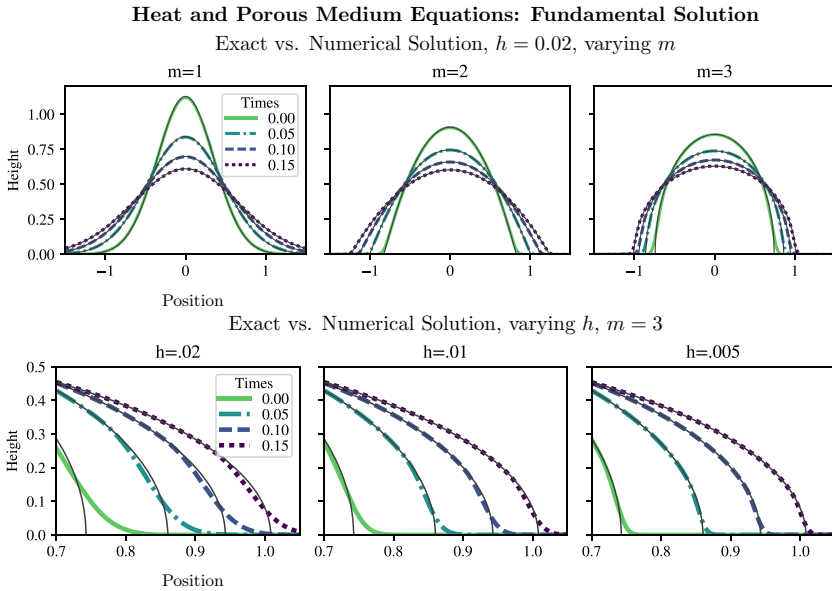 Heat and Porous Medium Equations: Fundamental Solution
Exact vs. Numerical Solution, h = 0.02, varying m
m=1
m=2
m=3
Height
1.00
0.75
0.50
0.25
0.00
Times
0.00
0.05
0.10
0.15
−1
0
1
−1
0
1
−1
0
1
Position
Exact vs. Numerical Solution, varying h, m = 3
h=.02
h=.01
h=.005
Height
0.5
0.4
0.3
0.2
0.1
0.0
Times
0.00
0.05
0.10
0.15
0.7
0.8
0.9
1.0
0.7
0.8
0.9
1.0
0.7
0.8
0.9
1.0
Position